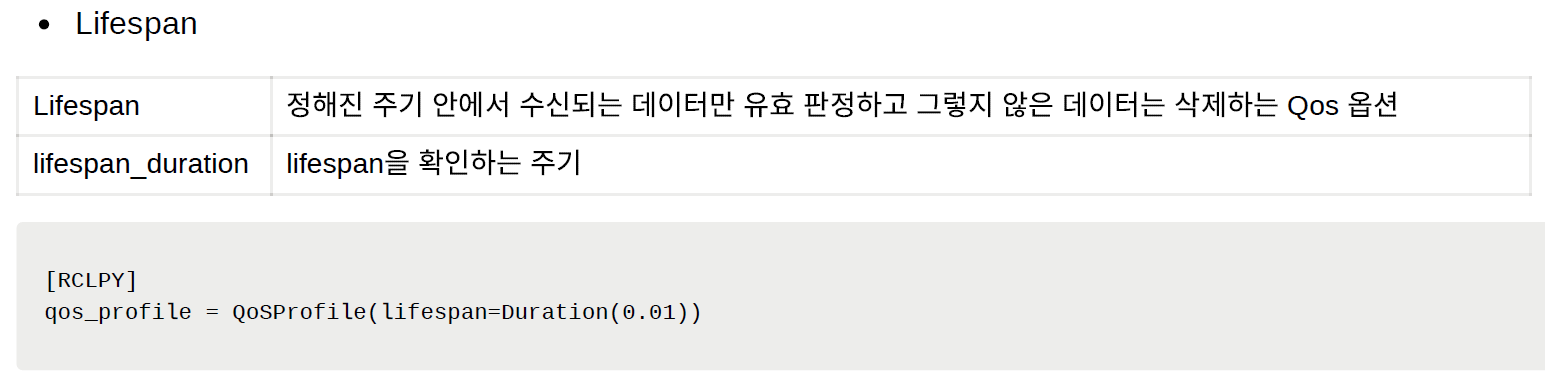 • Lifespan
Lifespan 정해진 주기 안에서 수신되는 데이터만 유효 판정하고 그렇지 않은 데이터는 삭제하는 Qos 옵션
lifespan_duration lifespan을 확인하는 주기
[RCLPY]
qos_profile = QoSProfile(lifespan=Duration(0.01))